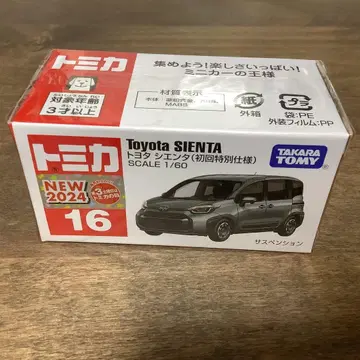 トミカ
対象年齢
3才以上
集めよう!楽しさいっぱい!
ミニカーの王様
材質表示
MABS
紙
外箱
プラ
袋:PE
外装フィルム:PP
トミカ
Toyota SIENTA
トヨタ シエンタ(初回特別仕様)
SCALE 1/60
TAKARA
TOMY
NEW
2024
16
サスペンション